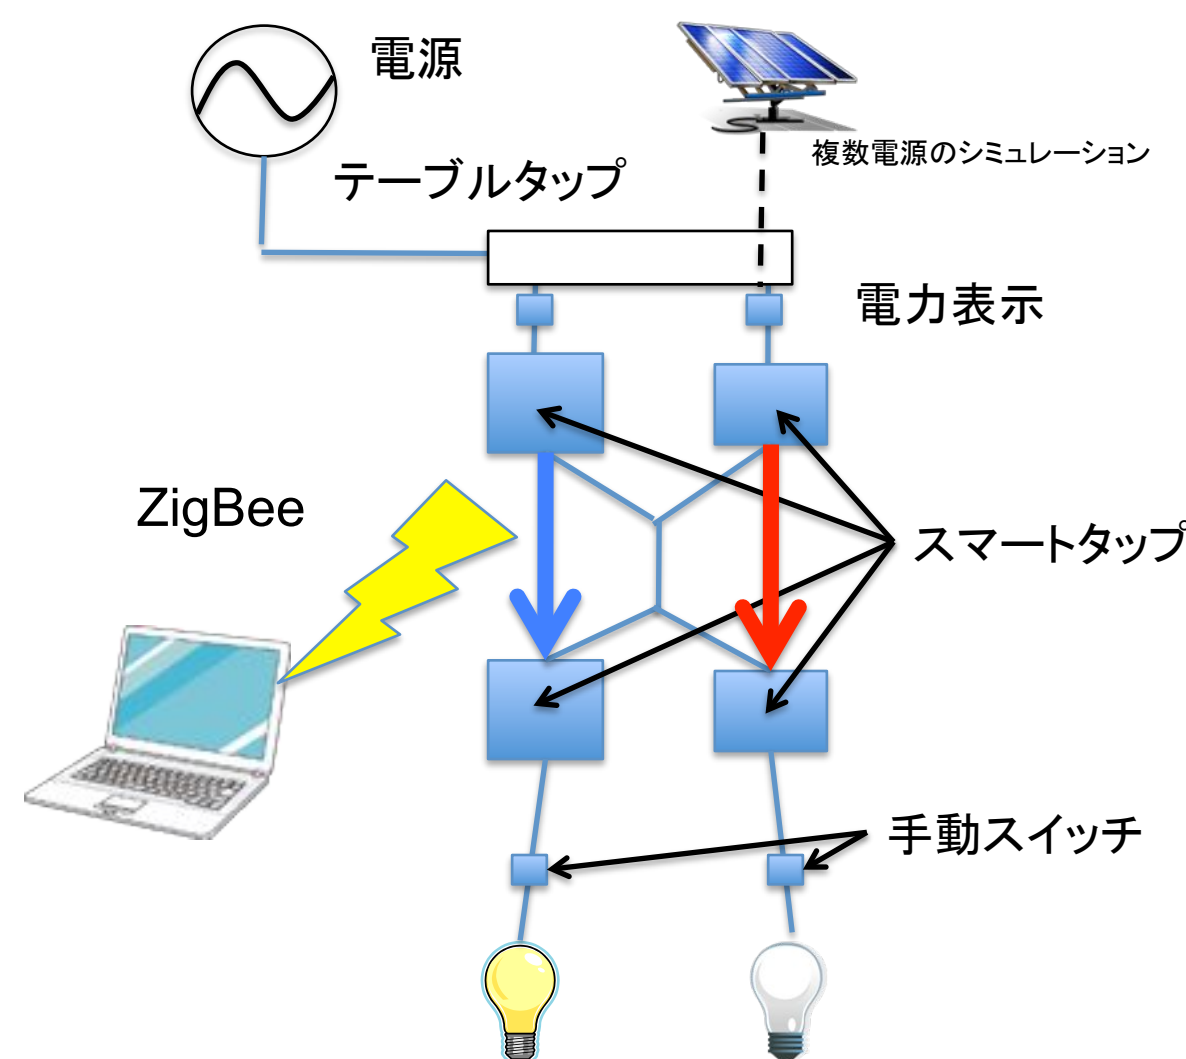 電源
複数電源のシミュレーション
テーブルタップ
電力表示
ZigBee
スマートタップ
手動スイッチ